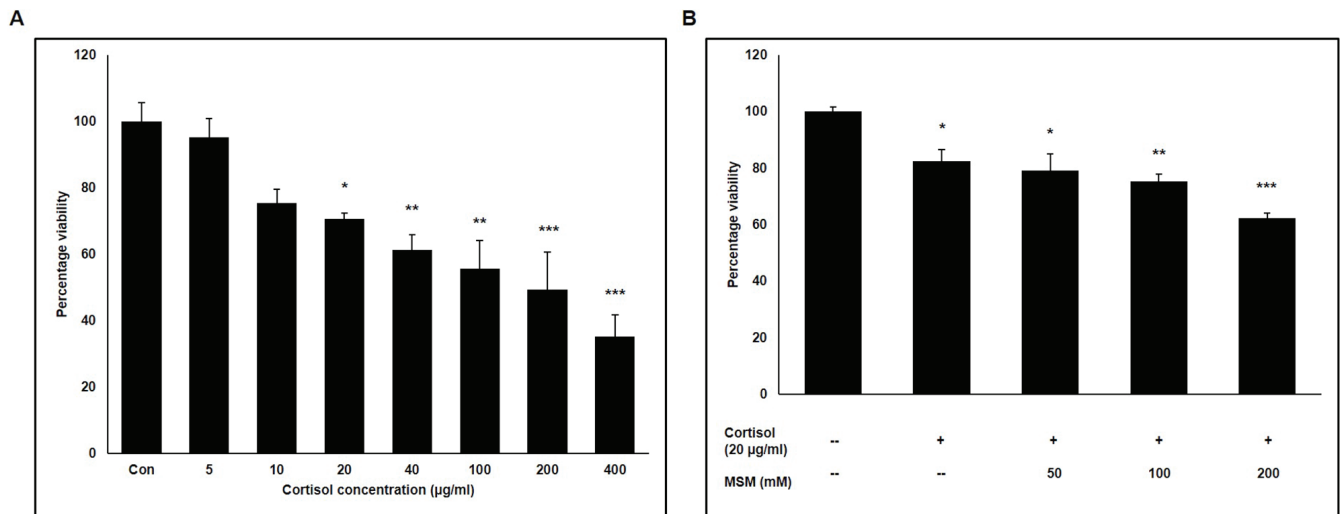 A
120
100
80
60
40
20
0
Percentage viability
*
**
**
***
***
Con 5 10 20 40 100 200 400
Cortisol concentration (µg/ml)
B
120
100
80
60
40
20
0
Percentage viability
*
*
**
***
Cortisol
(20 µg/ml) -- + + + +
MSM (mM) -- -- 50 100 200